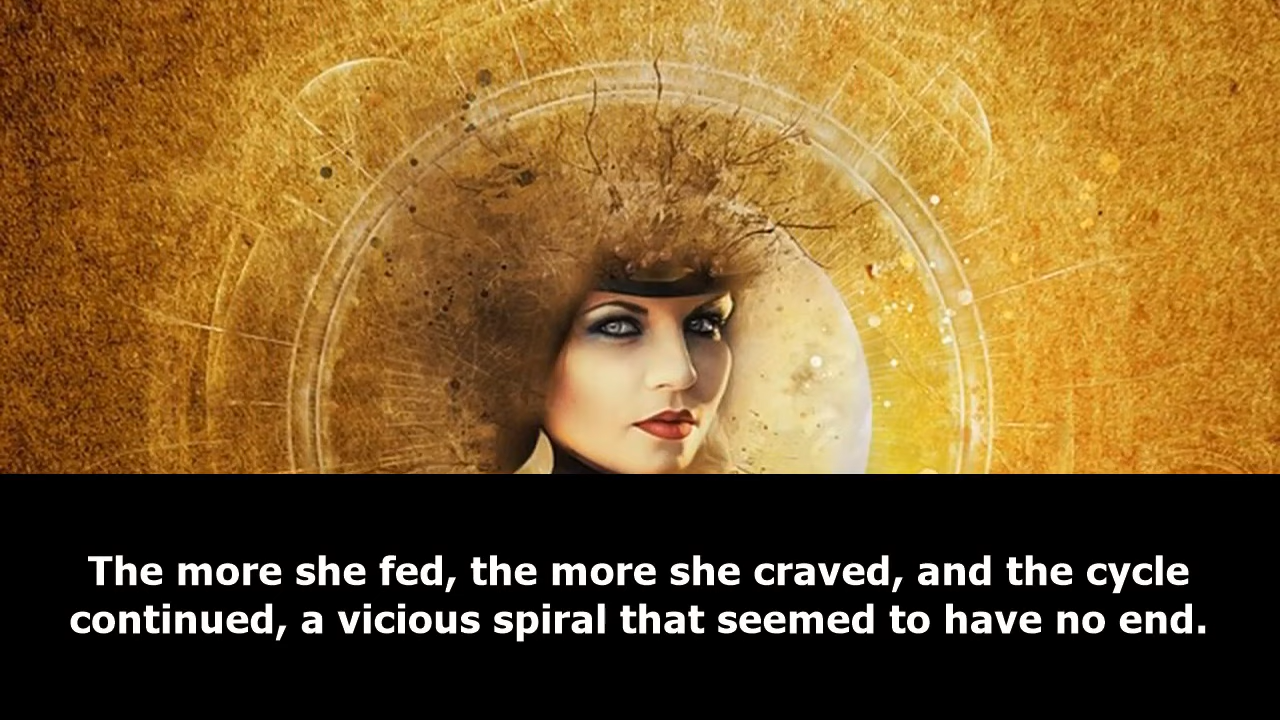 The more she fed, the more she craved, and the cycle
continued, a vicious spiral that seemed to have no end.